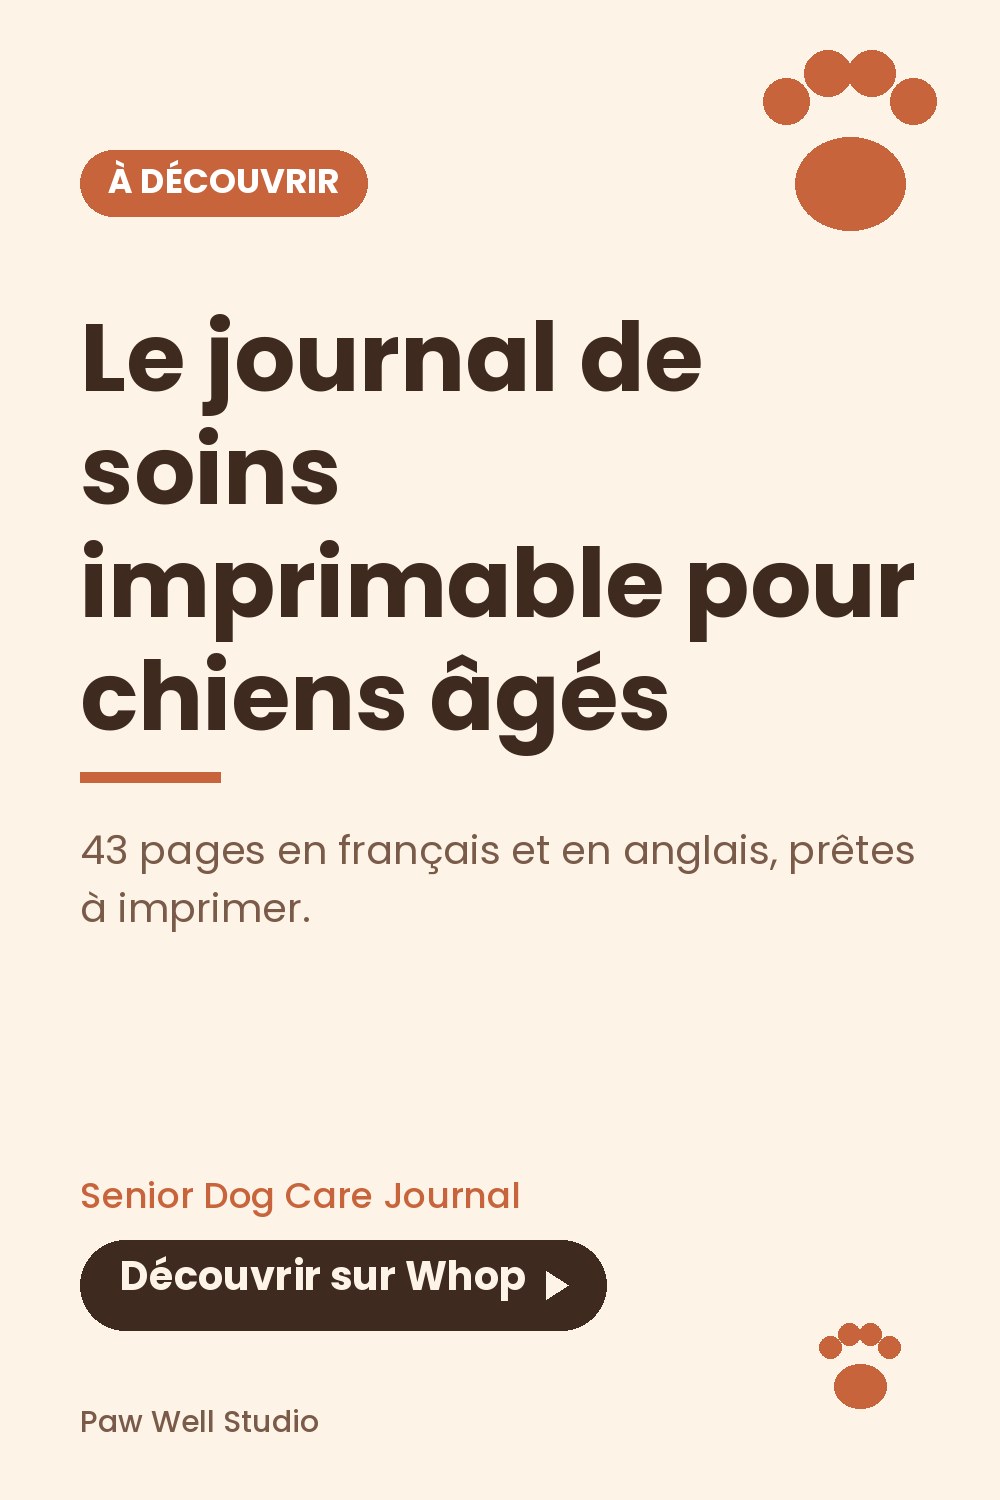 À DÉCOUVRIR
Le journal de
soins
imprimable pour
chiens âgés
43 pages en français et en anglais, prêtes
à imprimer.
Senior Dog Care Journal
Découvrir sur Whop
Paw Well Studio